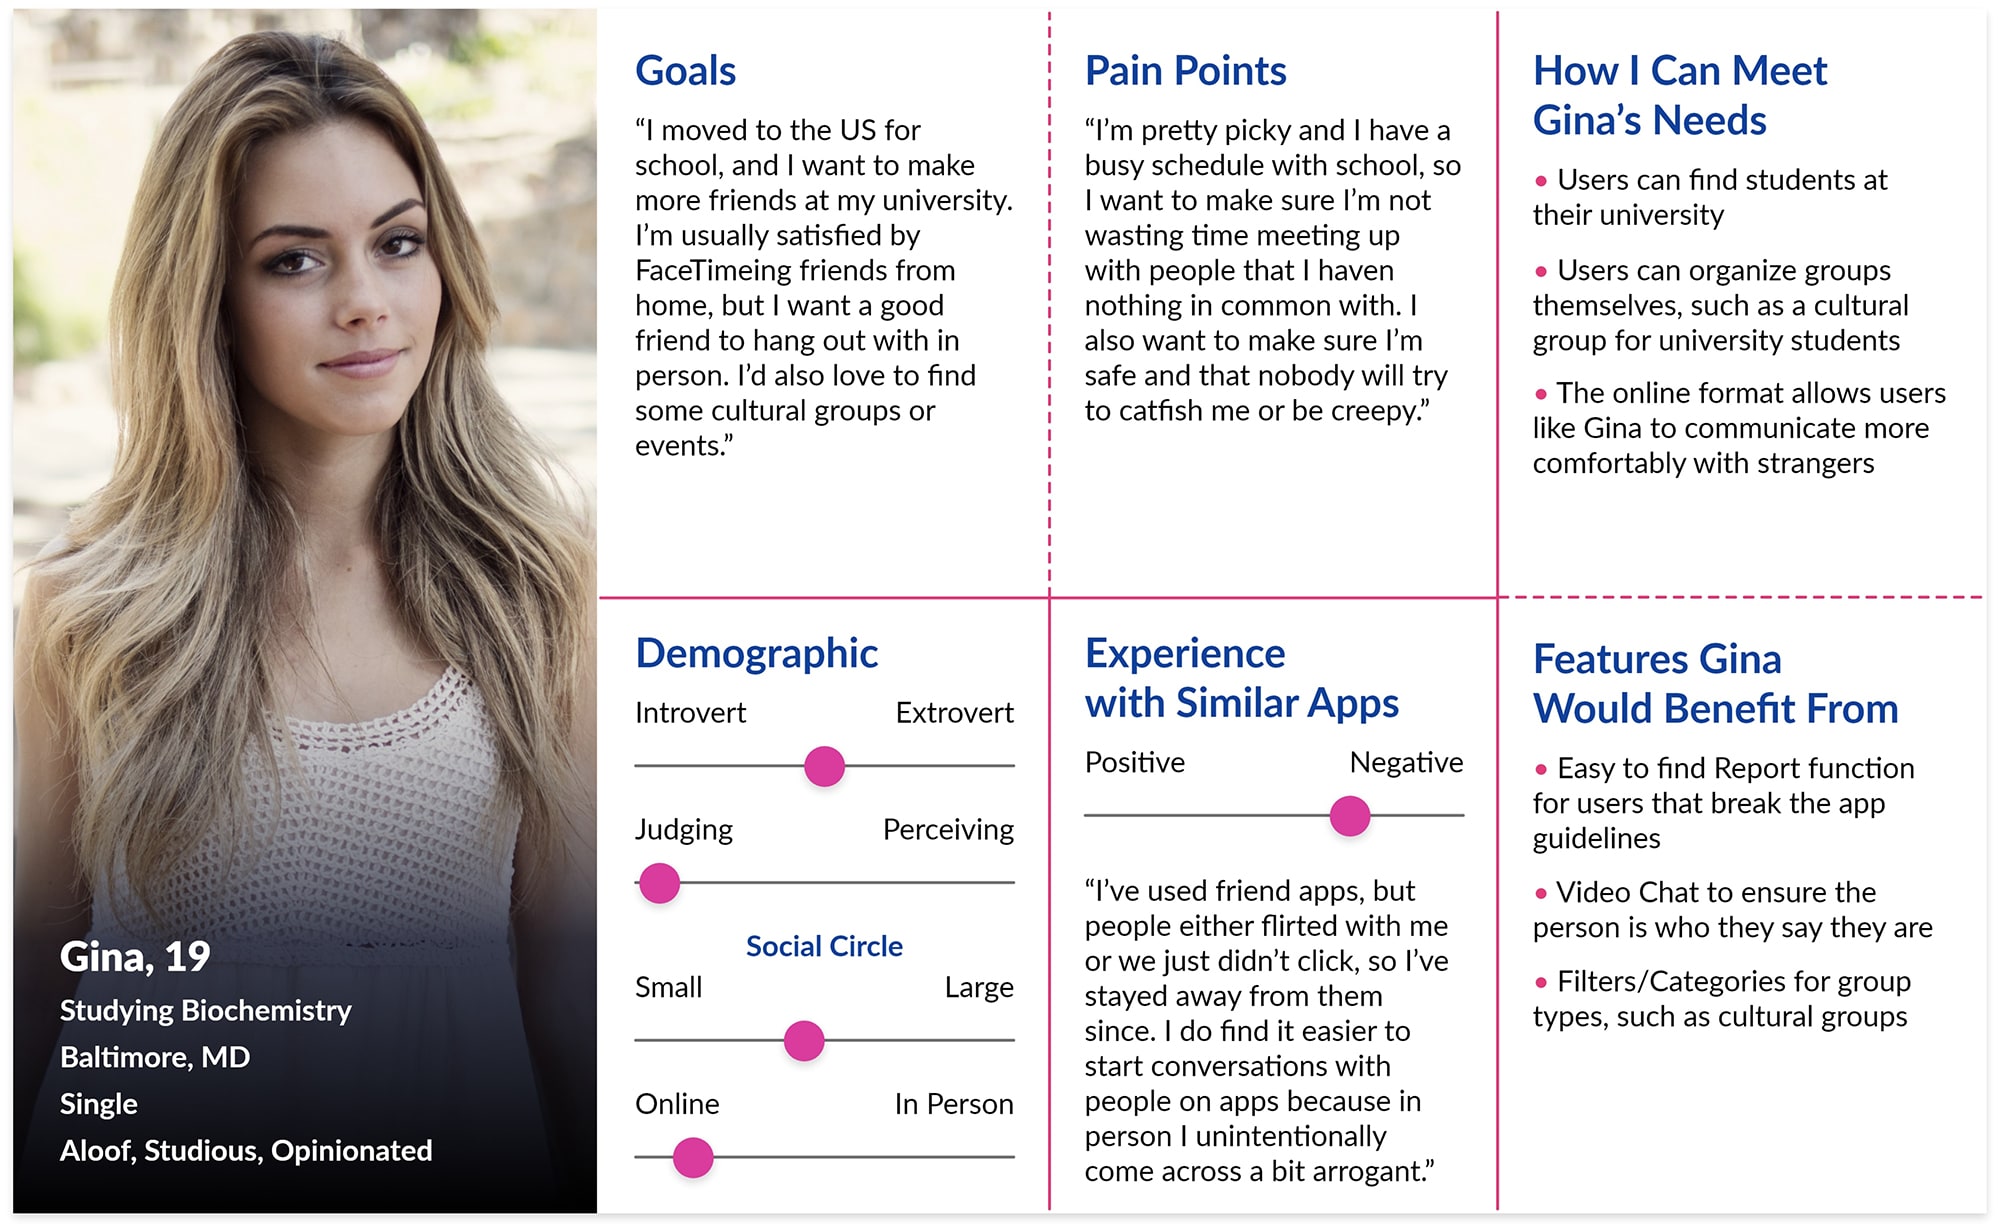 Gina, 19
Studying Biochemistry
Baltimore, MD
Single
Aloof, Studious, Opinionated
Goals
“I moved to the US for
school, and I want to make
more friends at my university.
I’m usually satisfied by
FaceTimeing friends from
home, but I want a good
friend to hang out with in
person. I’d also love to find
some cultural groups or
events.”
Pain Points
“I’m pretty picky and I have a
busy schedule with school, so
I want to make sure I’m not
wasting time meeting up
with people that I haven
nothing in common with. I
also want to make sure I’m
safe and that nobody will try
to catfish me or be creepy.”
How I Can Meet
Gina’s Needs
• Users can find students at
their university
• Users can organize groups
themselves, such as a cultural
group for university students
• The online format allows users
like Gina to communicate more
comfortably with strangers
Demographic
Introvert Extrovert
Judging Perceiving
Social Circle
Small Large
Online In Person
Experience
with Similar Apps
Positive Negative
“I’ve used friend apps, but
people either flirted with me
or we just didn’t click, so I’ve
stayed away from them
since. I do find it easier to
start conversations with
people on apps because in
person I unintentionally
come across a bit arrogant.”
Features Gina
Would Benefit From
• Easy to find Report function
for users that break the app
guidelines
• Video Chat to ensure the
person is who they say they are
• Filters/Categories for group
types, such as cultural groups